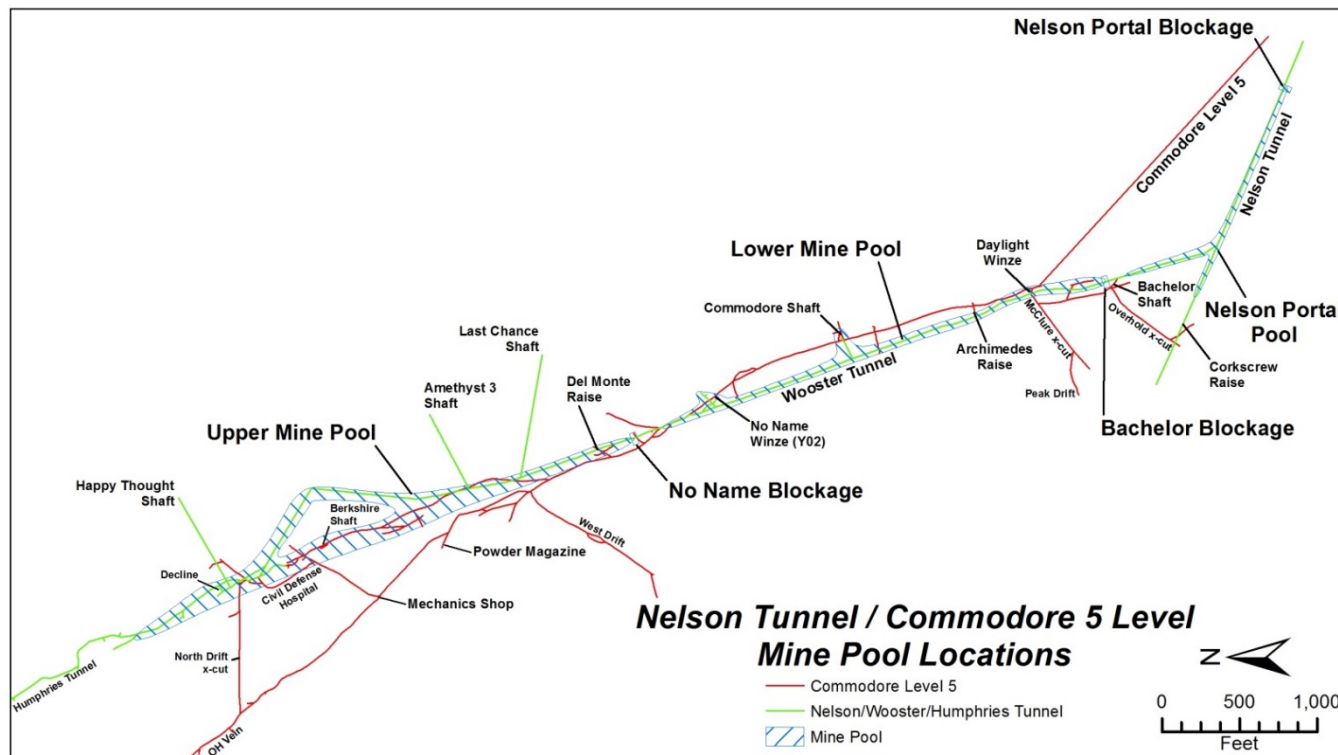 Nelson Portal Blockage
Commodore Level 5
Nelson Tunnel
Lower Mine Pool
Daylight
Winze
Commodore Shaft
Bachelor
Shaft
Nelson Portal
Pool
McClure x-cut
Overhold x-cut
Last Chance
Shaft
Wooster Tunnel
Archimedes
Raise
Corkscrew
Raise
Peak Drift
Amethyst 3
Shaft
Del Monte
Raise
Upper Mine Pool
No Name
Winze (Y02)
Bachelor Blockage
Happy Thought
Shaft
No Name Blockage
Berkshire
Shaft
West Drift
Powder Magazine
Decline
Civil Defense
Hospital
Mechanics Shop
Nelson Tunnel / Commodore 5 Level
Mine Pool Locations
North Drift
x-cut
Humphries Tunnel
OH Vein
N
Commodore Level 5
Nelson/Wooster/Humphries Tunnel
Mine Pool
0 500 1,000
Feet